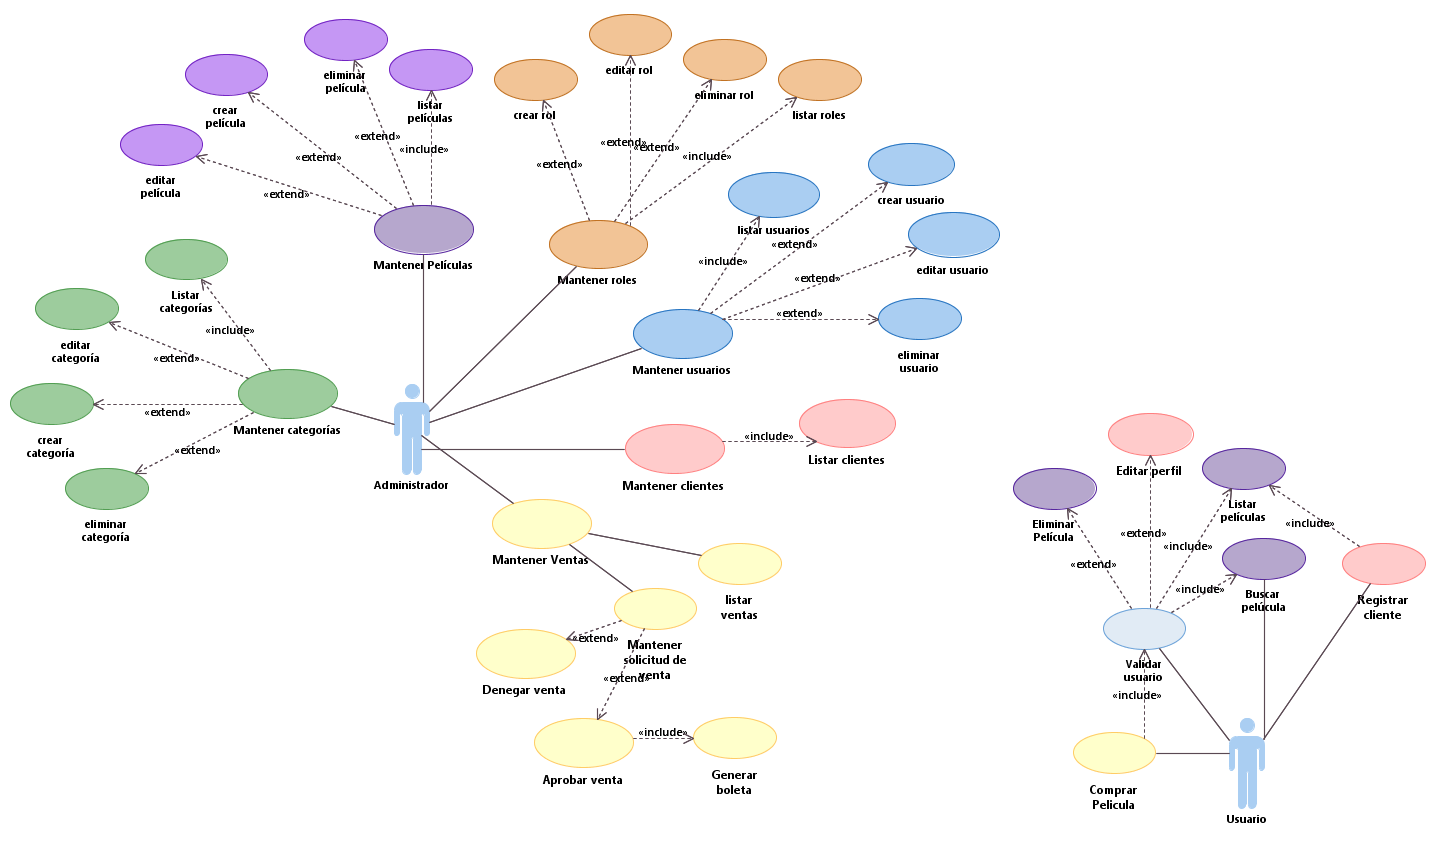 eliminar
película
listar
películas
crear
película
editar
película
«extend»
«include»
«extend»
«extend»
Mantener Películas
editar rol
eliminar rol
crear rol
listar roles
«extend»
«extend»
«include»
«extend»
Mantener roles
crear usuario
listar usuarios
«extend»
editar usuario
«include»
«extend»
«extend»
eliminar
usuario
Mantener usuarios
Listar
categorías
«include»
editar
categoría
«extend»
«extend»
crear
categoría
Mantener categorías
«extend»
eliminar
categoría
Administrador
«include»
Listar clientes
Mantener clientes
Mantener Ventas
listar
ventas
«extend»
Mantener
solicitud de
venta
Denegar venta
«extend»
«include»
Aprobar venta
Generar
boleta
Editar perfil
Listar
películas
Eliminar
Película
«include»
«extend»
«include»
«extend»
«include»
Buscar
pelúcula
Registrar
cliente
Validar
usuario
«include»
Comprar
Pelicula
Usuario